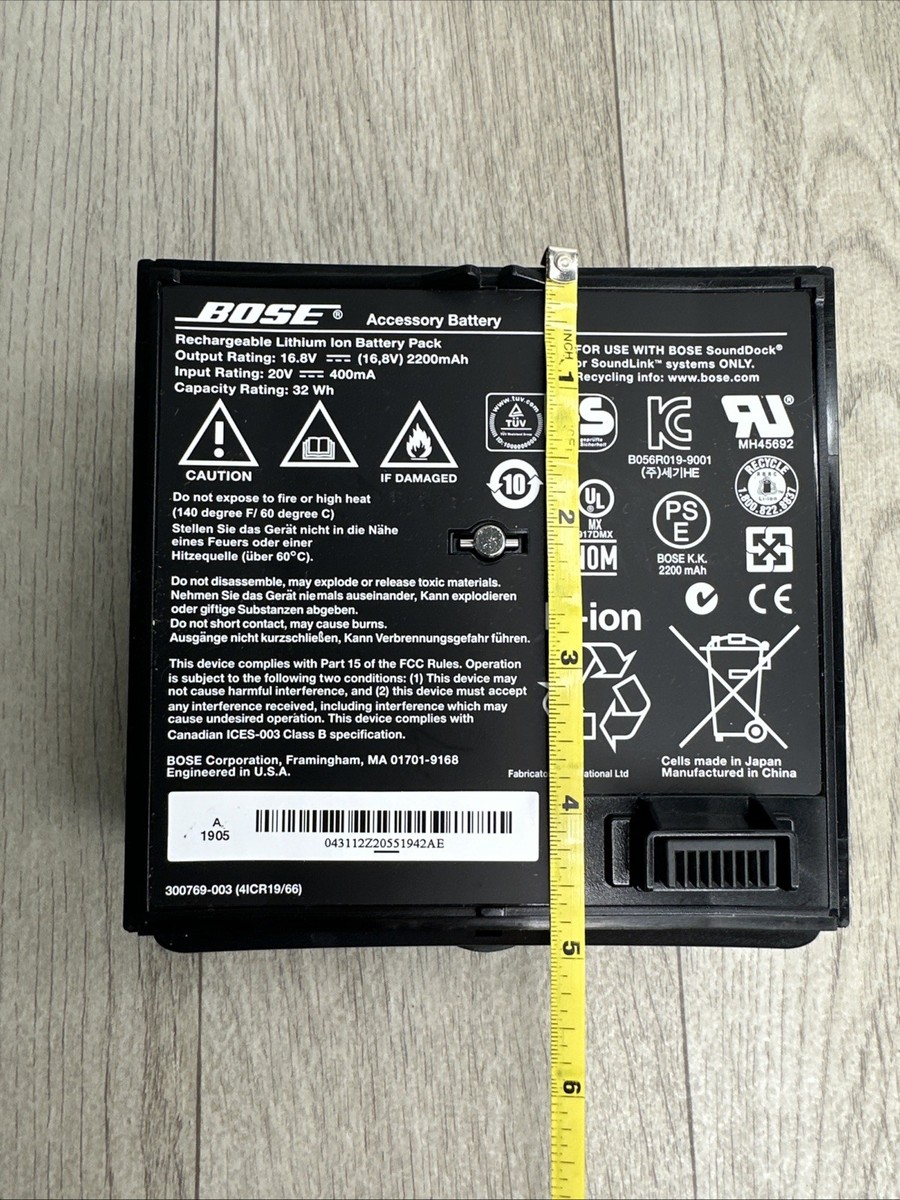 BOSE® Accessory Battery
Rechargeable Lithium Ion Battery Pack
Output Rating: 16.8V (16,8V) 2200mAh
Input Rating: 20V 400mA
Capacity Rating: 32 Wh
CAUTION
IF DAMAGED
Do not expose to fire or high heat
(140 degree F/ 60 degree C)
Stellen Sie das Gerät nicht in die Nähe
eines Feuers oder einer
Hitzequelle (über 60°C).
Do not disassemble, may explode or release toxic materials.
Nehmen Sie das Gerät niemals auseinander, Kann explodieren
oder giftige Substanzen abgeben.
Do not short contact, may cause burns.
Ausgänge nicht kurzschließen, Kann Verbrennungsgefahr führen.
This device complies with Part 15 of the FCC Rules. Operation
is subject to the following two conditions: (1) This device may
not cause harmful interference, and (2) this device must accept
any interference received, including interference which may
cause undesired operation. This device complies with
Canadian ICES-003 Class B specification.
BOSE Corporation, Framingham, MA 01701-9168
Engineered in U.S.A.
A
1905
043112Z20551942AE
300769-003 (4ICR19/66)
FOR USE WITH BOSE SoundDock®
or SoundLink™ systems ONLY.
Recycling info: www.bose.com
www.tuv.com
TÜV
S
geprüfte
Sicherheit
KC
B056R019-9001
(주)세기HE
RU®
MH45692
10
UL
MX
917DMX
NOM
PS
E
BOSE K.K.
2200 mAh
RECYCLE
Li-ion
1.800.822.8837
CE
-ion
Cells made in Japan
Manufactured in China
INCH
1
2
3
4
5
6